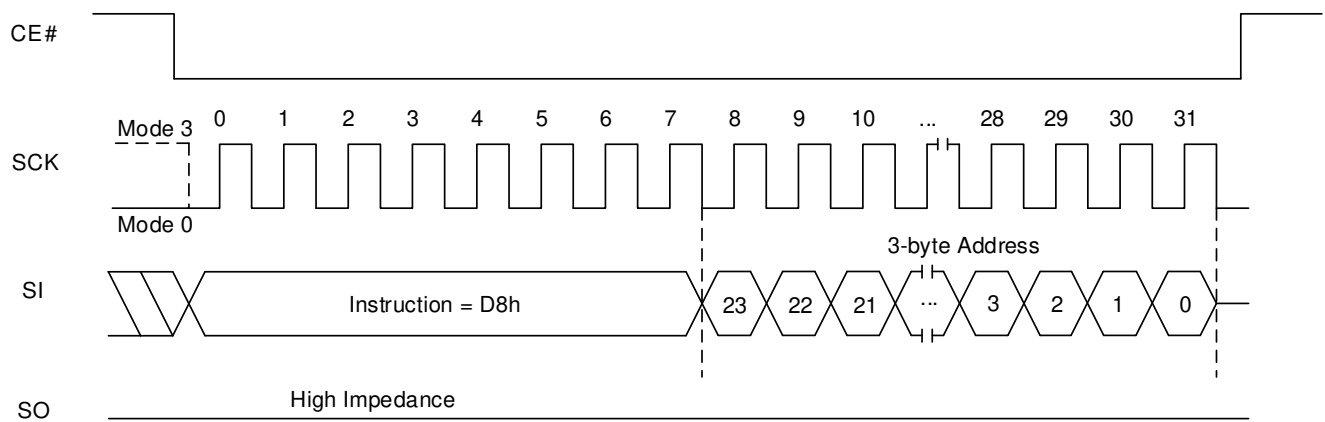 CE#
Mode 3
0 1 2 3 4 5 6 7 8 9 10 ... 28 29 30 31
SCK
Mode 0
3-byte Address
SI
Instruction = D8h
23 22 21 ... 3 2 1 0
High Impedance
SO